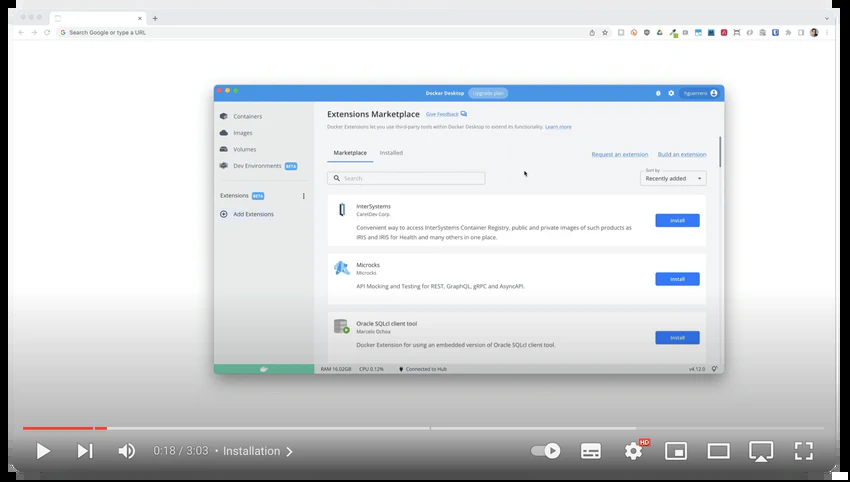 Search Google or type a URL
Docker Desktop
Upgrade plan
Containers
Images
Volumes
Dev Environments BETA
Extensions BETA
Add Extensions
Extensions Marketplace
Give Feedback
Docker Extensions let you use third-party tools within Docker Desktop to extend its functionality. Learn more
Marketplace
Installed
Request an extension
Build an extension
Search
Sort by
Recently added
InterSystems
CaretDev Corp.
Convenient way to access InterSystems Container Registry, public and private images of such products as
IRIS and IRIS for Health and many others in one place.
Install
Microcks
Microcks
API Mocking and Testing for REST, GraphQL, gRPC and AsyncAPI.
Install
Oracle SQLcl client tool
Marcelo Ochoa
Docker Extension for using an embedded version of Oracle SQLcl client tool.
Install
RAM 16.02GB CPU 0.12% Connected to Hub
v4.12.0
0:18 / 3:03 • Installation
HD